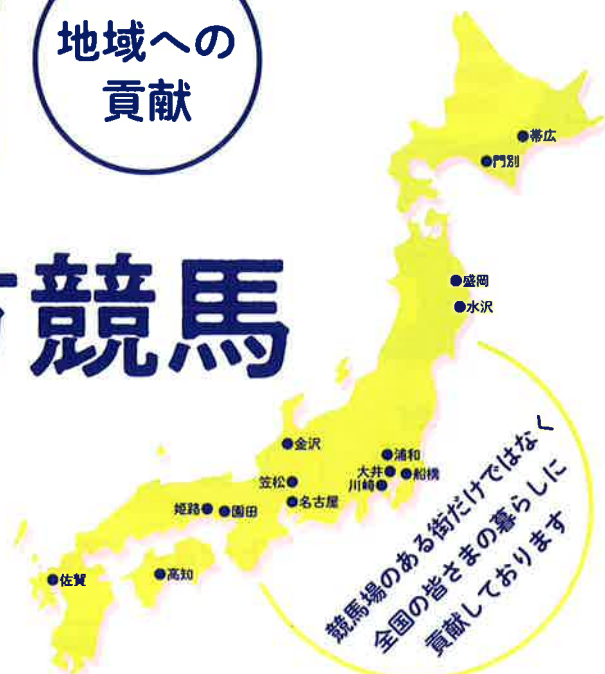 地域への
貢献
競馬
帯広
門別
盛岡
水沢
金沢
浦和
大井
船橋
川崎
笠松
名古屋
姫路
園田
佐賀
高知
競馬場のある街だけではなく
全国の皆さまの暮らしに
貢献しております